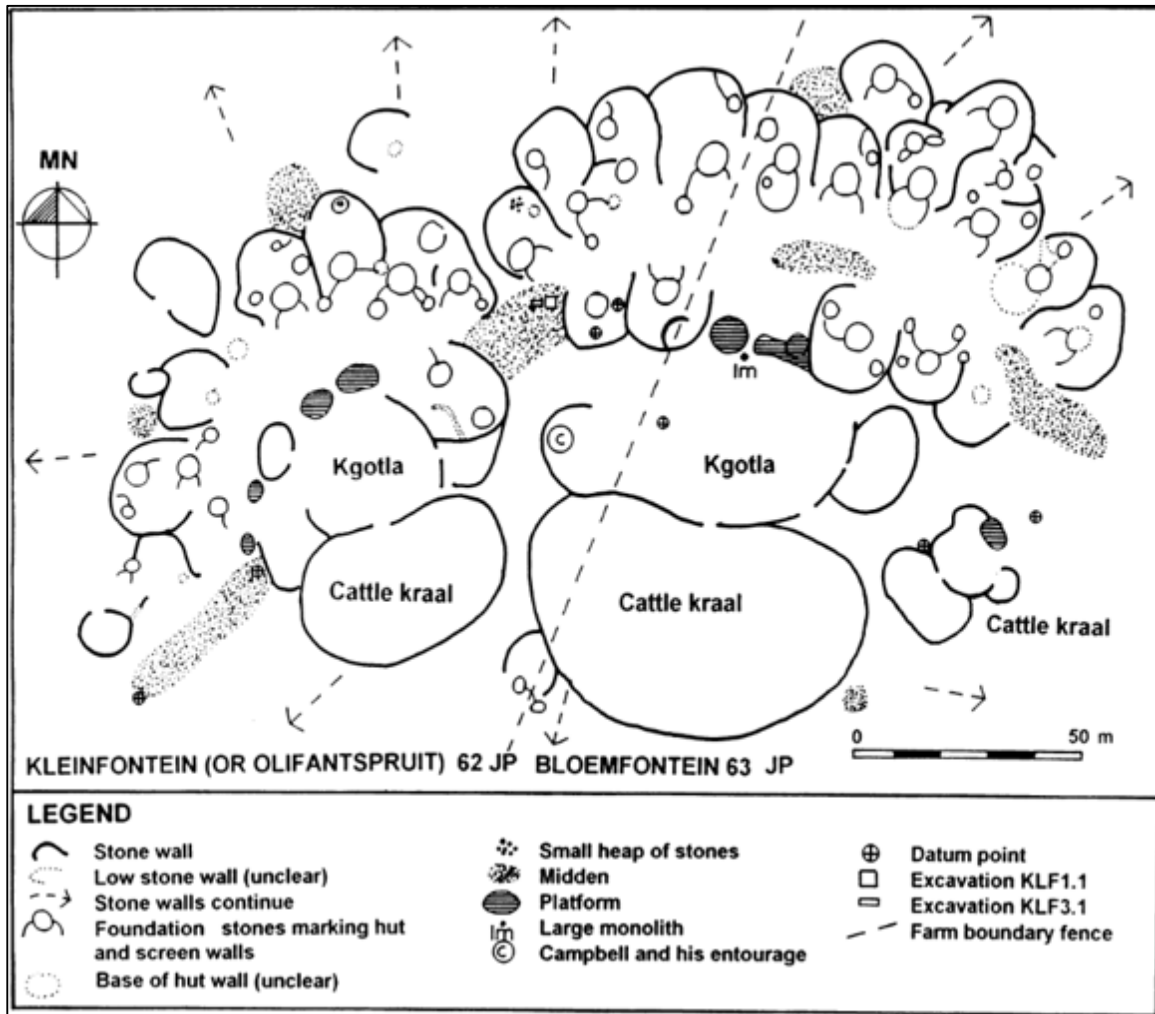 MN
lm
C
Kgotla
Kgotla
Cattle kraal
Cattle kraal
Cattle kraal
0 50 m
KLEINFONTEIN (OR OLIFANTSPRUIT) 62 JP BLOEMFONTEIN 63 JP
LEGEND
Stone wall
Low stone wall (unclear)
Stone walls continue
Foundation stones marking hut
and screen walls
Base of hut wall (unclear)
Small heap of stones
Midden
Platform
lm Large monolith
C Campbell and his entourage
Datum point
Excavation KLF1.1
Excavation KLF3.1
Farm boundary fence